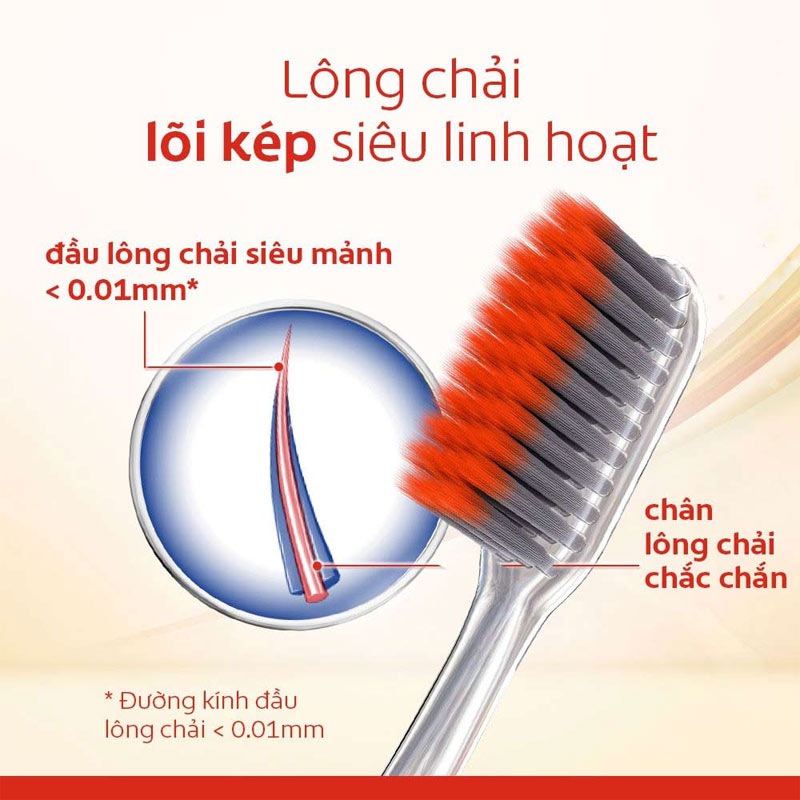 Lông chải
lõi kép siêu linh hoạt
đầu lông chải siêu mảnh
< 0.01mm*
chân
lông chải
chắc chắn
* Đường kính đầu
lông chải < 0.01mm